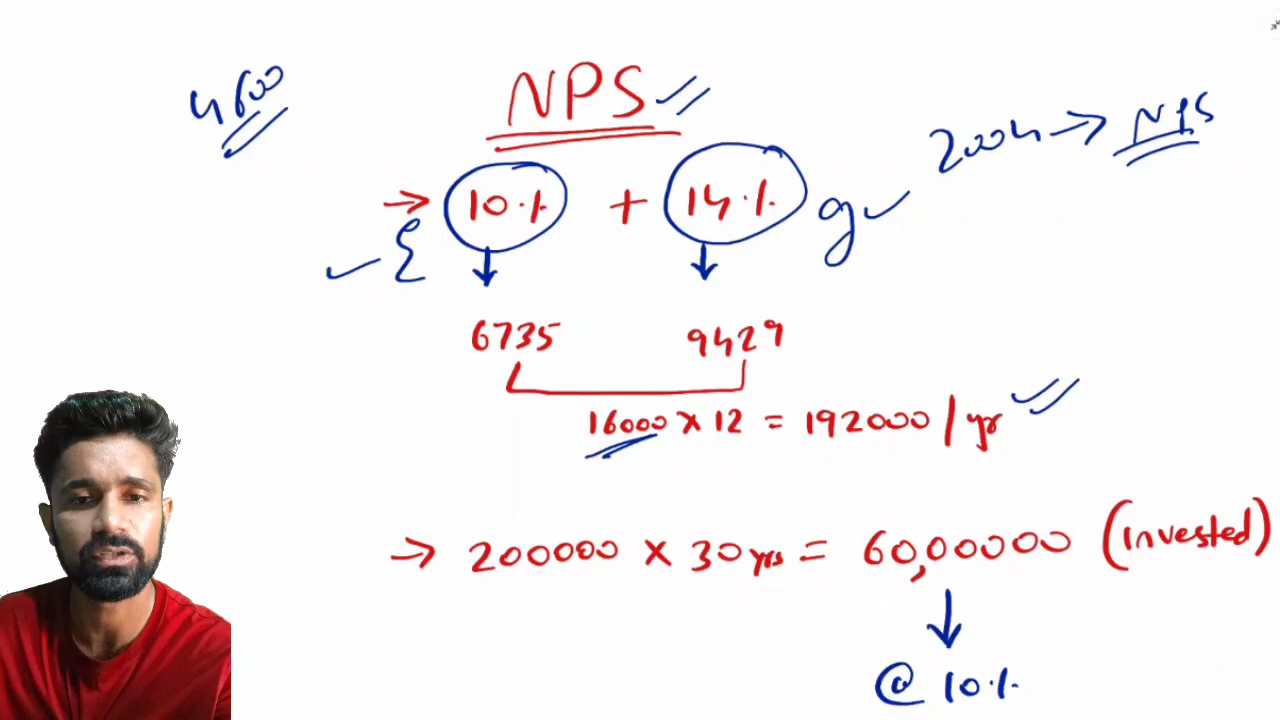 4600
NPS
2004 → NPS
→ 10% + 14% g
6735 9429
16000 × 12 = 192000 / yr
→ 200000 × 30 yrs = 60,00000 (invested)
@ 10%